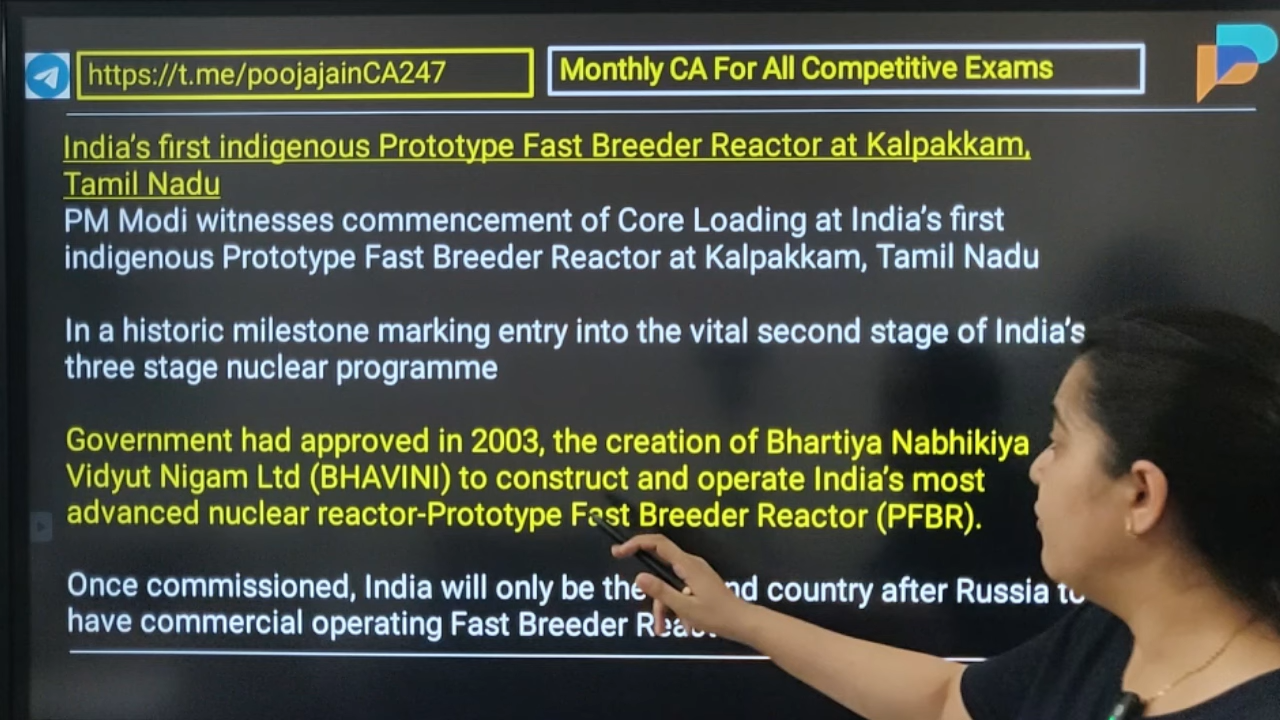 https://t.me/poojajainCA247
Monthly CA For All Competitive Exams
India's first indigenous Prototype Fast Breeder Reactor at Kalpakkam,
Tamil Nadu
PM Modi witnesses commencement of Core Loading at India's first
indigenous Prototype Fast Breeder Reactor at Kalpakkam, Tamil Nadu
In a historic milestone marking entry into the vital second stage of India's
three stage nuclear programme
Government had approved in 2003, the creation of Bhartiya Nabhikiya
Vidyut Nigam Ltd (BHAVINI) to construct and operate India's most
advanced nuclear reactor-Prototype Fast Breeder Reactor (PFBR).
Once commissioned, India will only be the country after Russia to
have commercial operating Fast Breeder